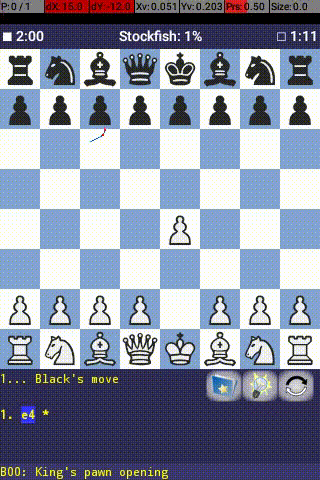 P: 0 / 1 dX: 15.0 dY: -12.0 Xv: 0.051 Yv: 0.203 Prs: 0.50 Size: 0.0
2:00 Stockfish: 1% 1:11
1... Black's move
1. e4 *
B00: King's pawn opening